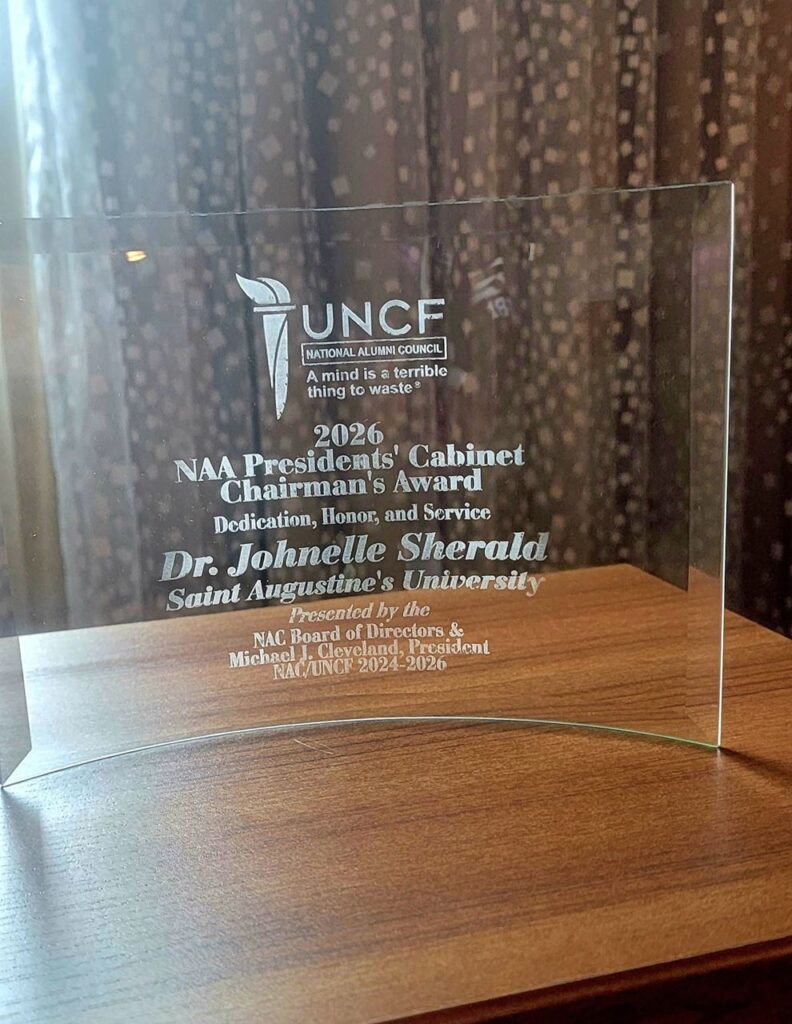 UNCF
NATIONAL ALUMNI COUNCIL
A mind is a terrible
thing to waste®
2026
NAA Presidents' Cabinet
Chairman's Award
Dedication, Honor, and Service
Dr. Johnelle Sherald
Saint Augustine's University
Presented by the
NAC Board of Directors &
Michael J. Cleveland, President
NAC/UNCF 2024-2026